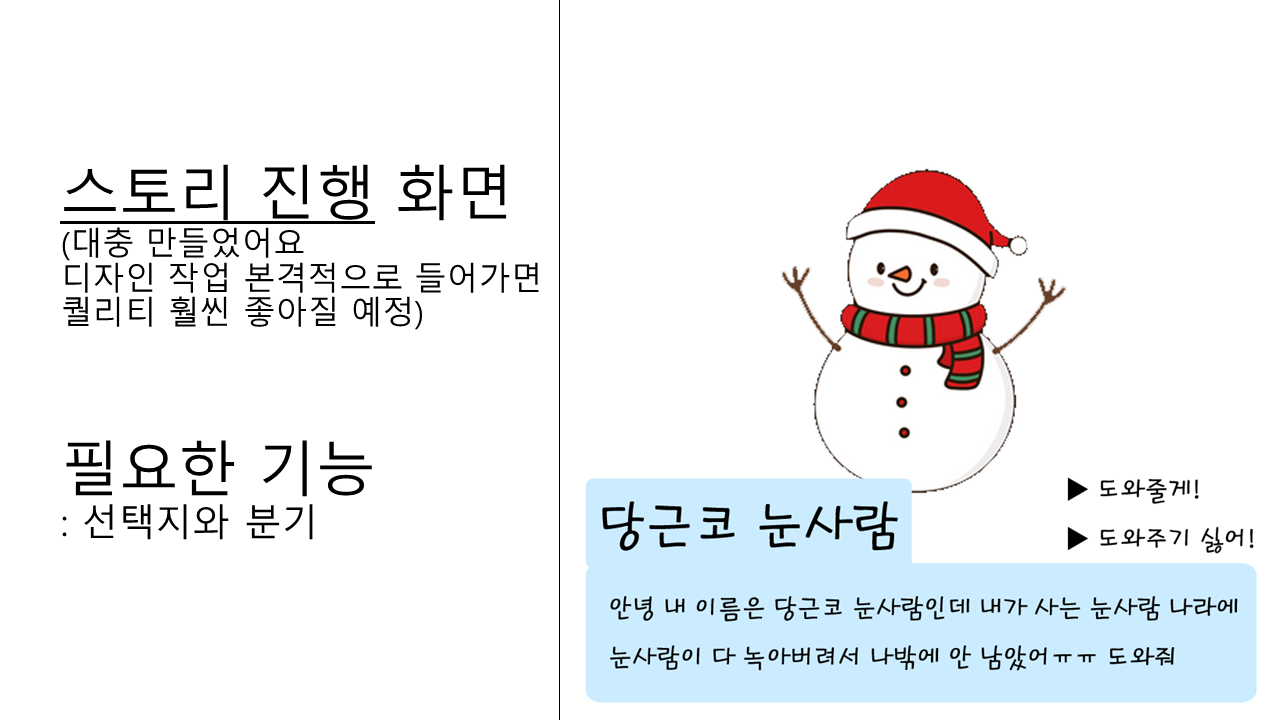 스토리 진행 화면
(대충 만들었어요
디자인 작업 본격적으로 들어가면
퀄리티 훨씬 좋아질 예정)
필요한 기능
: 선택지와 분기
▶ 도와줄게!
▶ 도와주기 싫어!
당근코 눈사람
안녕 내 이름은 당근코 눈사람인데 내가 사는 눈사람 나라에
눈사람이 다 녹아버려서 나밖에 안 남았어ㅠㅠ 도와줘